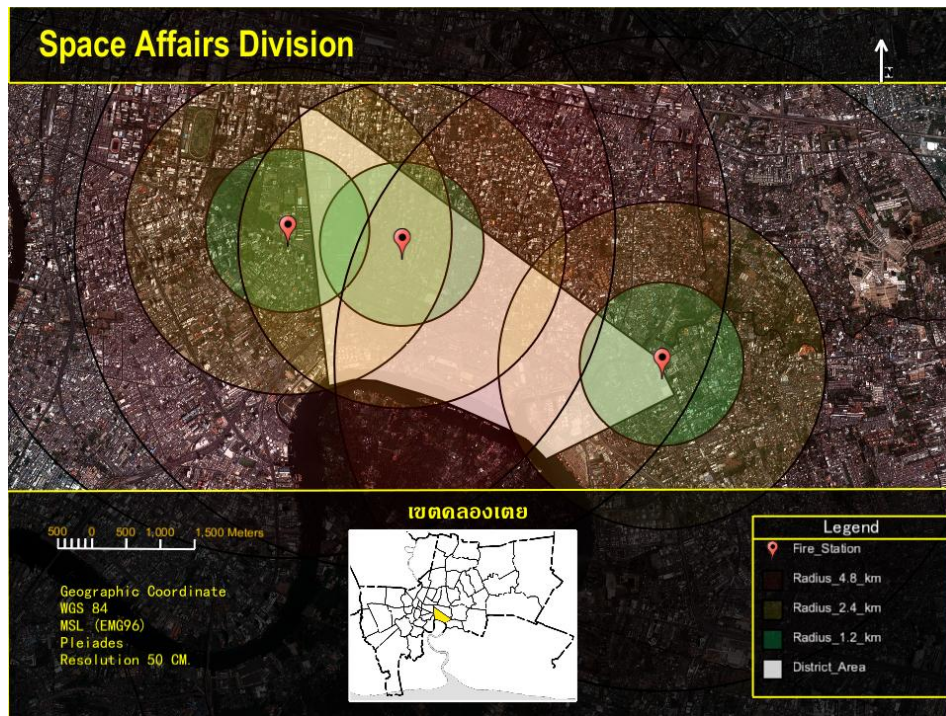 Space Affairs Division
เขตคลองเตย
500 0 500 1,000 1,500 Meters
Geographic Coordinate
WGS 84
MSL (EMG96)
Pleiades
Resolution 50 CM.
Legend
Fire_Station
Radius_4.8_km
Radius_2.4_km
Radius_1.2_km
District_Area